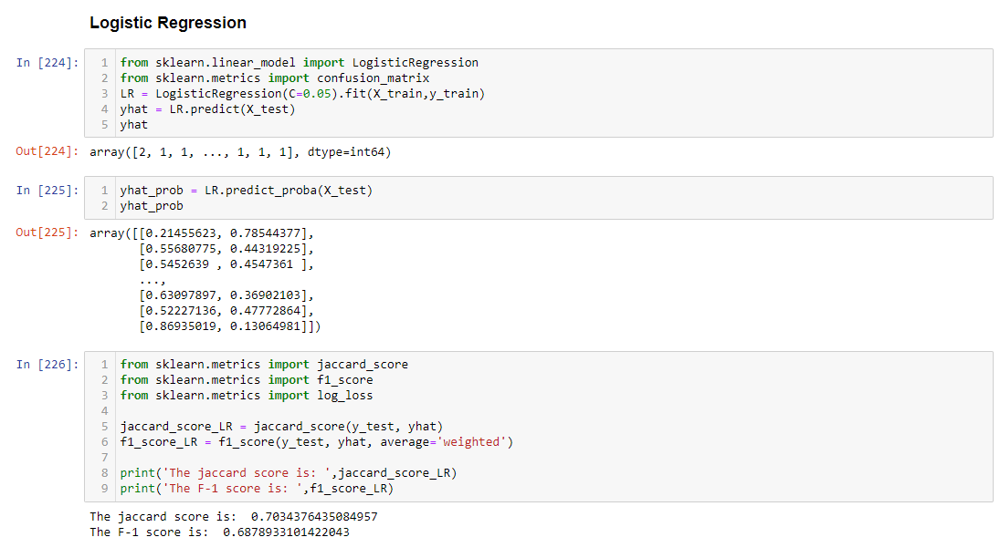 Logistic Regression
In [224]:
1 from sklearn.linear_model import LogisticRegression
2 from sklearn.metrics import confusion_matrix
3 LR = LogisticRegression(C=0.05).fit(X_train,y_train)
4 yhat = LR.predict(X_test)
5 yhat
Out[224]: array([2, 1, 1, ..., 1, 1, 1], dtype=int64)
In [225]:
1 yhat_prob = LR.predict_proba(X_test)
2 yhat_prob
Out[225]: array([[0.21455623, 0.78544377],
[0.55680775, 0.44319225],
[0.5452639 , 0.4547361 ],
...,
[0.63097897, 0.36902103],
[0.52227136, 0.47772864],
[0.86935019, 0.13064981]])
In [226]:
1 from sklearn.metrics import jaccard_score
2 from sklearn.metrics import f1_score
3 from sklearn.metrics import log_loss
4
5 jaccard_score_LR = jaccard_score(y_test, yhat)
6 f1_score_LR = f1_score(y_test, yhat, average='weighted')
7
8 print('The jaccard score is: ',jaccard_score_LR)
9 print('The F-1 score is: ',f1_score_LR)
The jaccard score is:  0.7034376435084957
The F-1 score is:  0.6878933101422043